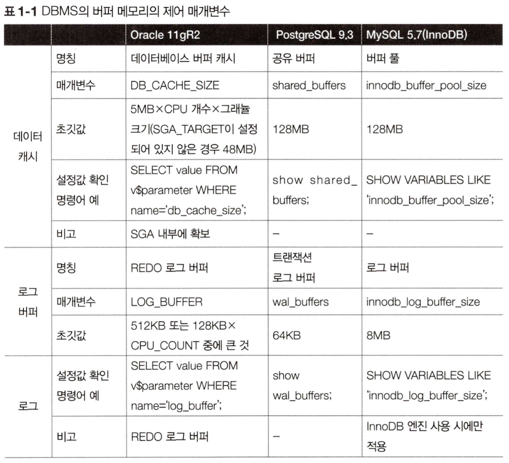 표 1-1 DBMS의 버퍼 메모리의 제어 매개변수
Oracle 11gR2 PostgreSQL 9,3 MySQL 5,7(InnoDB)
데이터
캐시
명칭 데이터베이스 버퍼 캐시 공유 버퍼 버퍼 풀
매개변수 DB_CACHE_SIZE shared_buffers innodb_buffer_pool_size
초깃값
5MB×CPU 개수×그래뉼
크기(SGA_TARGET이 설정
되어 있지 않은 경우 48MB)
128MB 128MB
설정값 확인
명령어 예
SELECT value FROM
v$parameter WHERE
name='db_cache_size';
show shared_
buffers;
SHOW VARIABLES LIKE
'innodb_buffer_pool_size';
비고 SGA 내부에 확보 – –
로그
버퍼
명칭 REDO 로그 버퍼
트랜잭션
로그 버퍼
로그 버퍼
매개변수 LOG_BUFFER wal_buffers innodb_log_buffer_size
초깃값
512KB 또는 128KB×
CPU_COUNT 중에 큰 것
64KB 8MB
로그
설정값 확인
명령어 예
SELECT value FROM
v$parameter WHERE
name='log_buffer';
show
wal_buffers;
SHOW VARIABLES LIKE
'innodb_log_buffer_size';
비고 REDO 로그 버퍼 –
InnoDB 엔진 사용 시에만
적용